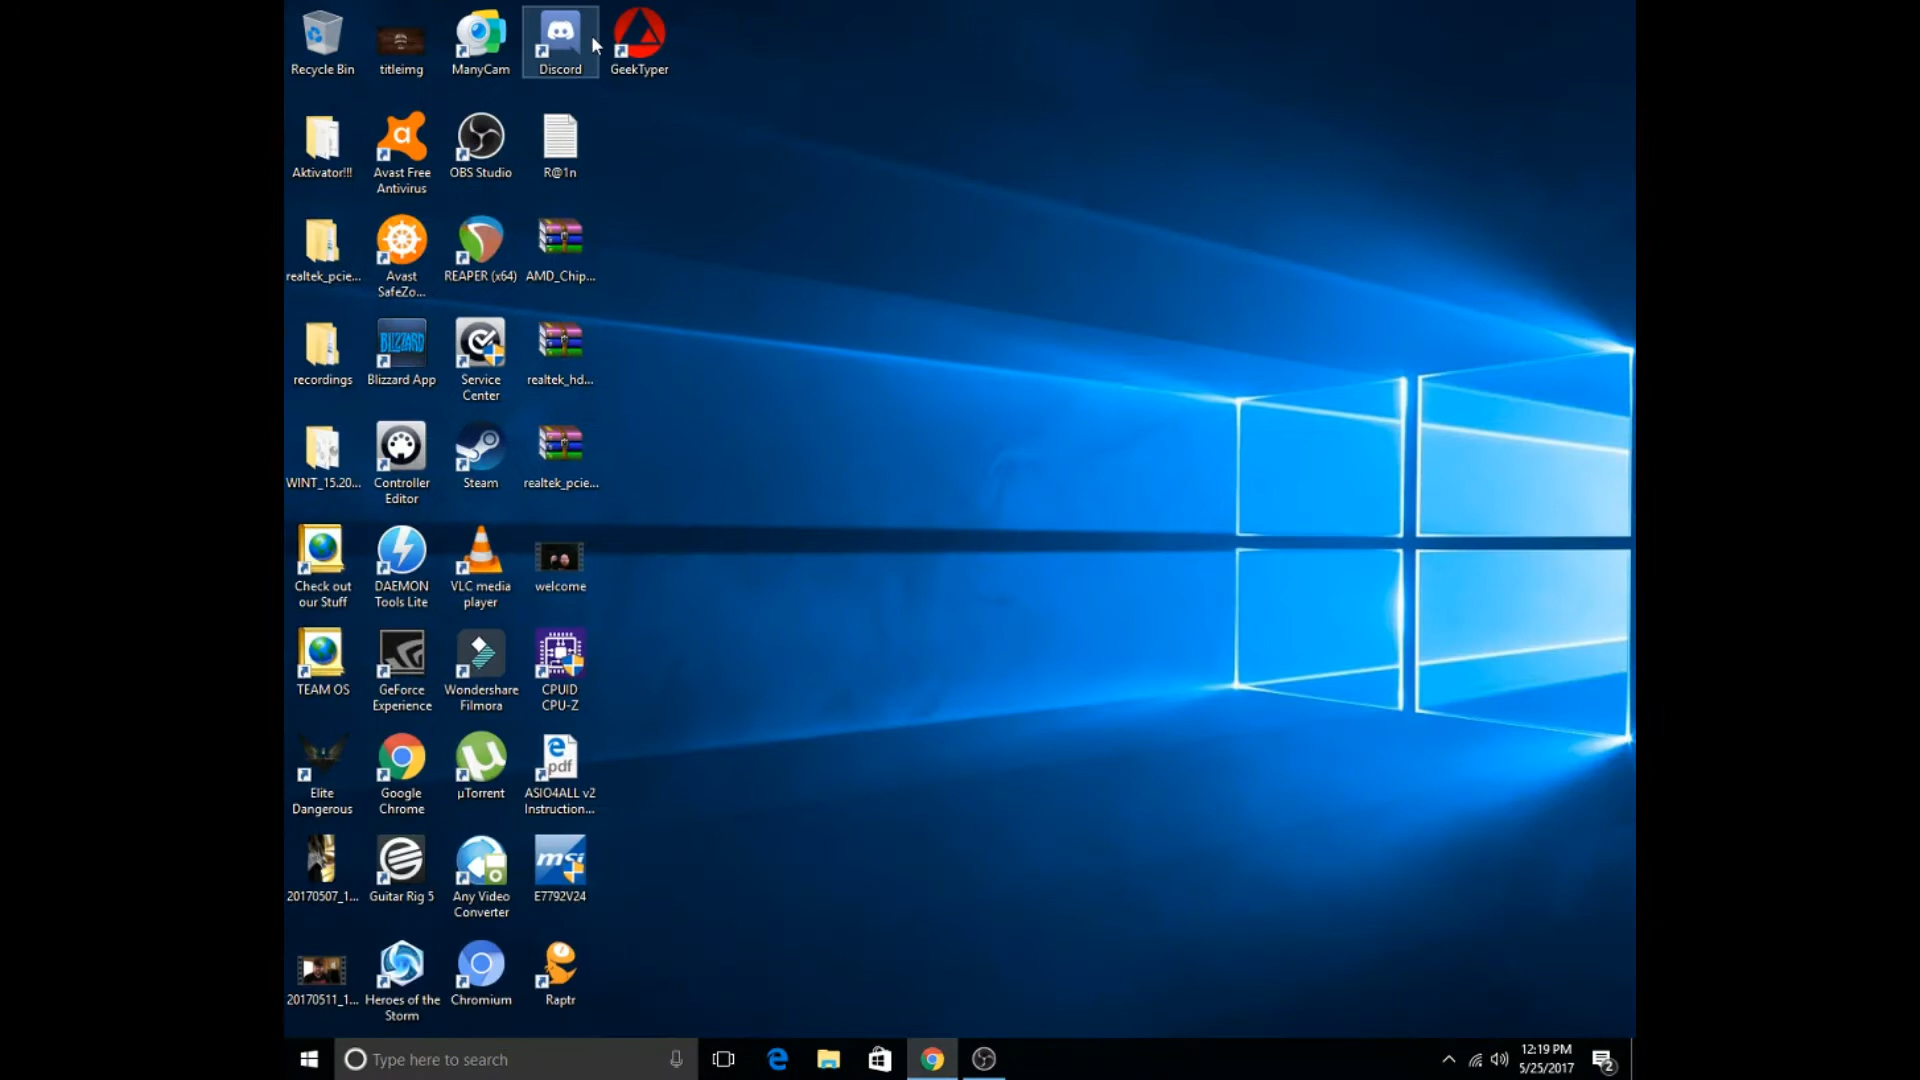 Recycle Bin
titleimg
ManyCam
Discord
GeekTyper
Aktivator!!!
Avast Free
Antivirus
OBS Studio
R@1n
realtek_pcie...
Avast
SafeZo...
REAPER (x64)
AMD_Chip...
recordings
BLIZZARD
Blizzard App
Service
Center
realtek_hd...
WINT_15.20...
Controller
Editor
Steam
realtek_pcie...
Check out
our Stuff
DAEMON
Tools Lite
VLC media
player
welcome
TEAM OS
GeForce
Experience
Wondershare
Filmora
CPUID
CPU-Z
Elite
Dangerous
Google
Chrome
µTorrent
pdf
ASIO4ALL v2
Instruction...
20170507_1...
Guitar Rig 5
Any Video
Converter
msi
E7792V24
20170511_1...
Heroes of the
Storm
Chromium
Raptr
Type here to search
12:19 PM
5/25/2017
2